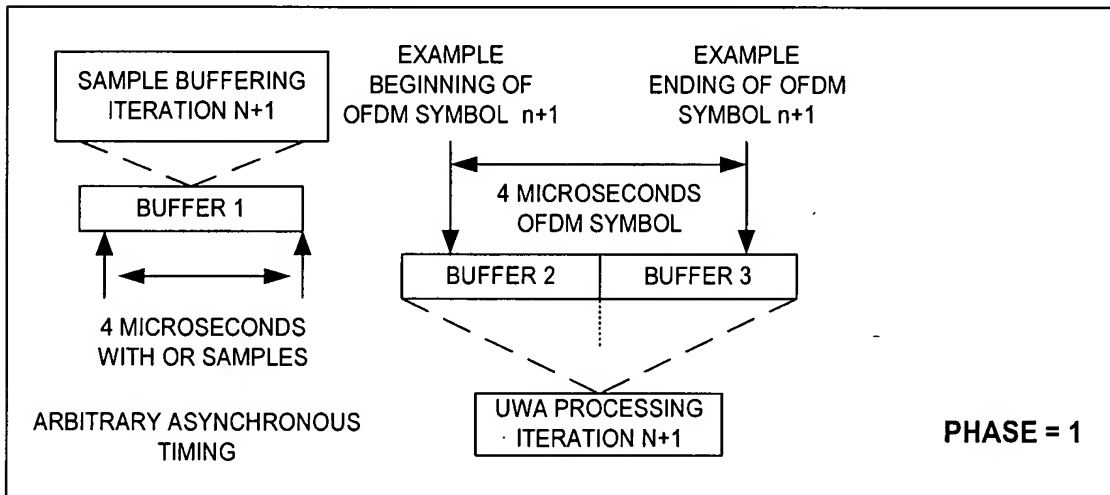 SAMPLE BUFFERING
ITERATION N+1
BUFFER 1
4 MICROSECONDS
WITH OR SAMPLES
ARBITRARY ASYNCHRONOUS
TIMING
EXAMPLE
BEGINNING OF
OFDM SYMBOL n+1
EXAMPLE
ENDING OF OFDM
SYMBOL n+1
4 MICROSECONDS
OFDM SYMBOL
BUFFER 2
BUFFER 3
UWA PROCESSING
ITERATION N+1
PHASE = 1